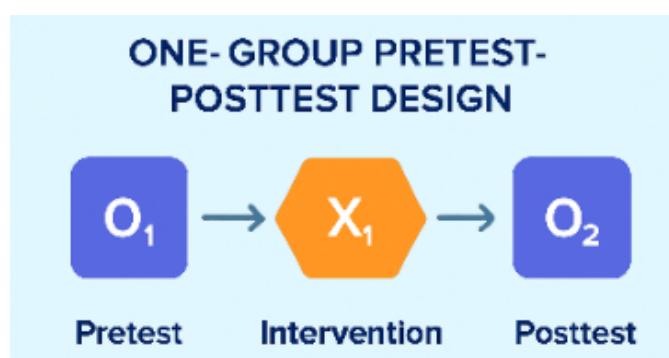 ONE- GROUP PRETEST-
POSTTEST DESIGN
O₁ X₁ O₂
Pretest Intervention Posttest